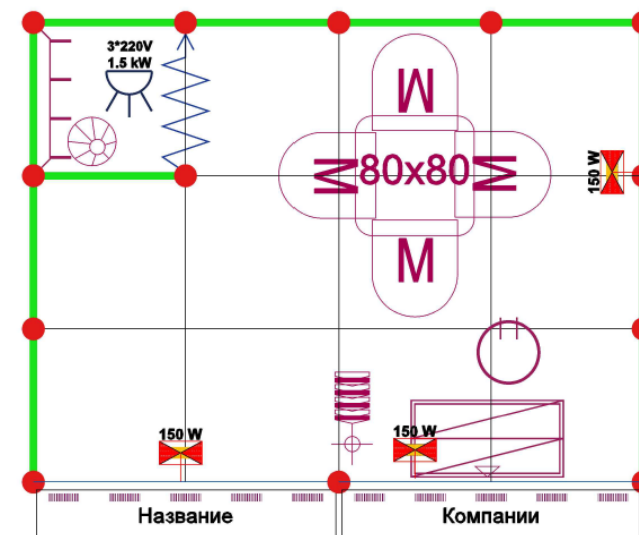 3*220V
1.5 kW
M
M 80x80 M
M
150 W
150 W
150 W
Название
Компании